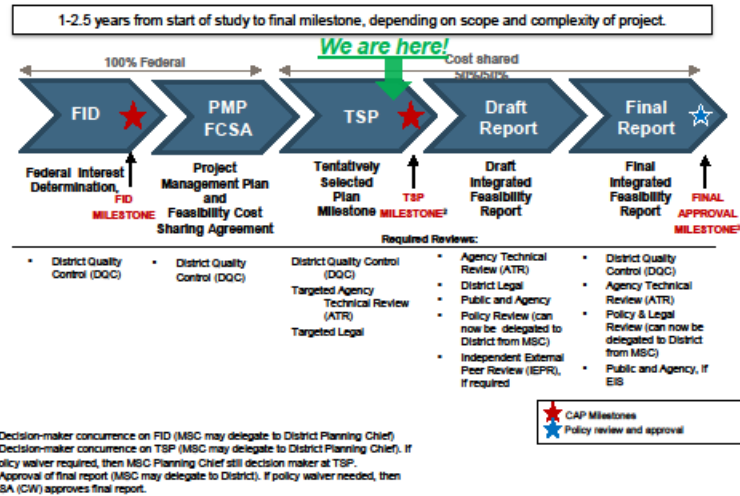 1-2.5 years from start of study to final milestone, depending on scope and complexity of project.
We are here!
100% Federal
Cost shared
50%/50%
FID
PMP
FCSA
TSP
Draft
Report
Final
Report
Federal Interest
Determination,
FID
MILESTONE
Project
Management Plan
and
Feasibility Cost
Sharing Agreement
Tentatively
Selected
Plan
Milestone
TSP
MILESTONE²
Draft
Integrated
Feasibility
Report
Final
Integrated
Feasibility
Report
FINAL
APPROVAL
MILESTONE³
Required Reviews:
• District Quality
Control (DQC)
• District Quality
Control (DQC)
District Quality Control
(DQC)
Targeted Agency
Technical Review
(ATR)
Targeted Legal
• Agency Technical
Review (ATR)
• District Legal
• Public and Agency
• Policy Review (can
now be delegated to
District from MSC)
• Independent External
Peer Review (IEPR),
if required
• District Quality
Control (DQC)
• Agency Technical
Review (ATR)
• Policy & Legal
Review (can now be
delegated to District
from MSC)
• Public and Agency, if
EIS
CAP Milestones
Policy review and approval
Decision-maker concurrence on FID (MSC may delegate to District Planning Chief)
Decision-maker concurrence on TSP (MSC may delegate to District Planning Chief). If
olicy waiver required, then MSC Planning Chief still decision maker at TSP.
Approval of final report (MSC may delegate to District). If policy waiver needed, then
SA (CW) approves final report.